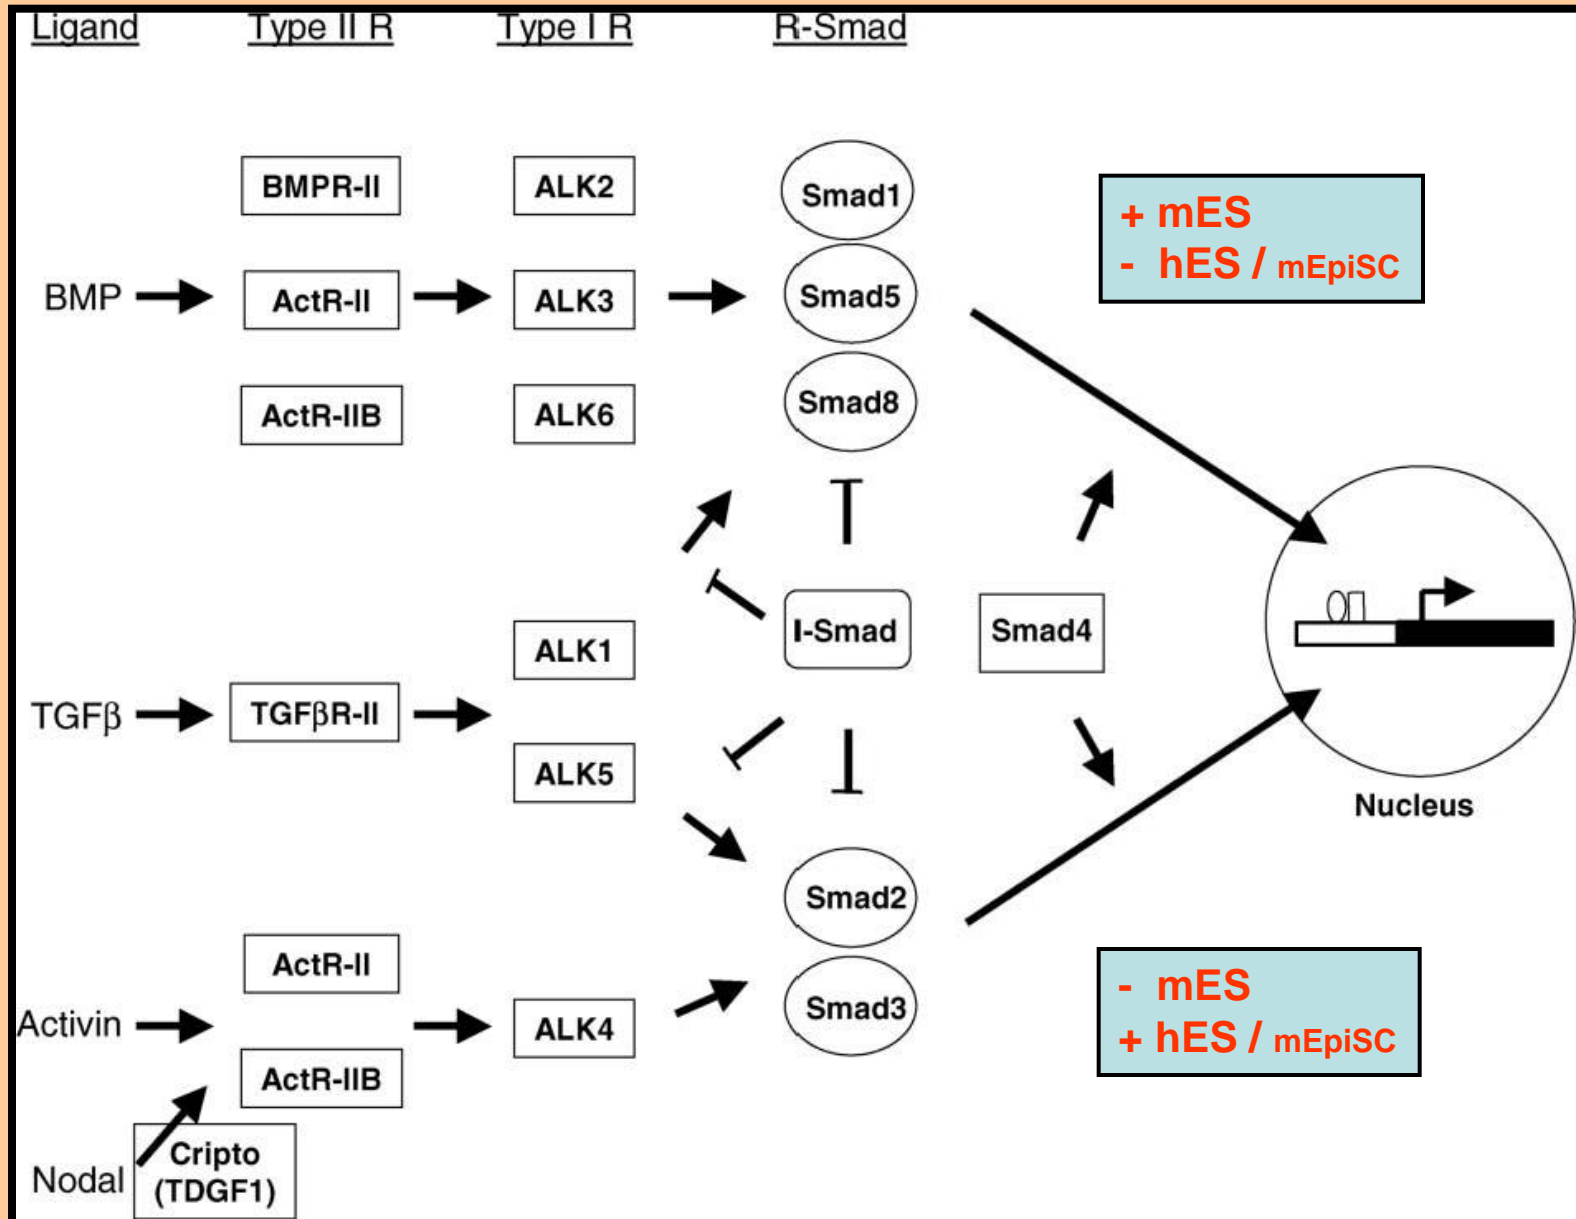 Ligand Type II R Type I R R-Smad
BMPR-II ALK2 Smad1
+ mES
- hES / mEpiSC
BMP ActR-II ALK3 Smad5
ActR-IIB ALK6 Smad8
I-Smad Smad4
ALK1
TGFβ TGFβR-II
ALK5
Nucleus
Smad2
ActR-II
- mES
+ hES / mEpiSC
Smad3
Activin ALK4
ActR-IIB
Nodal
Cripto
(TDGF1)